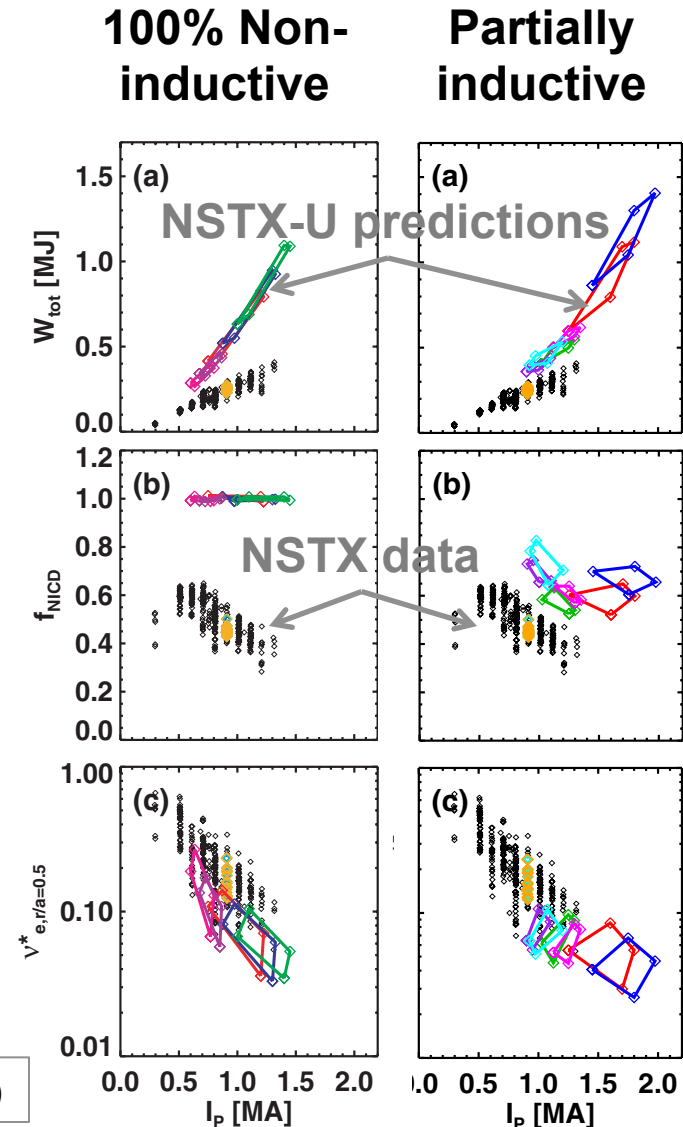 100% Non-
inductive
Partially
inductive
(a)
(a)
NSTX-U predictions
W_tot [MJ]
1.5
1.0
0.5
0.0
(b)
(b)
NSTX data
f_NICD
1.2
1.0
0.8
0.6
0.4
0.2
0.0
(c)
(c)
ν*_e,r/a=0.5
1.00
0.10
0.01
0.0 0.5 1.0 1.5 2.0
.0 0.5 1.0 1.5 2.0
I_P [MA]
I_P [MA]
)